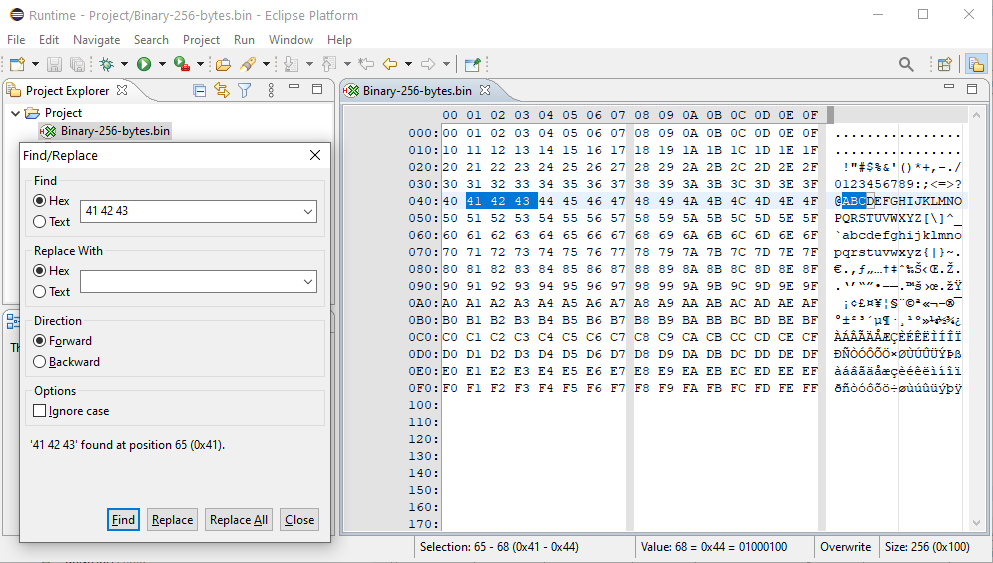 Runtime - Project/Binary-256-bytes.bin - Eclipse Platform
File Edit Navigate Search Project Run Window Help
Project Explorer
Project
Binary-256-bytes.bin
Find/Replace
Find
Hex
Text
41 42 43
Replace With
Hex
Text
Direction
Forward
Backward
Options
Ignore case
'41 42 43' found at position 65 (0x41).
Find Replace Replace All Close
Binary-256-bytes.bin
00 01 02 03 04 05 06 07 08 09 0A 0B 0C 0D 0E 0F
000: 00 01 02 03 04 05 06 07 08 09 0A 0B 0C 0D 0E 0F ................
010: 10 11 12 13 14 15 16 17 18 19 1A 1B 1C 1D 1E 1F ................
020: 20 21 22 23 24 25 26 27 28 29 2A 2B 2C 2D 2E 2F !"#$%&'()*+,-./
030: 30 31 32 33 34 35 36 37 38 39 3A 3B 3C 3D 3E 3F 0123456789:;<=>?
040: 40 41 42 43 44 45 46 47 48 49 4A 4B 4C 4D 4E 4F @ABCDEFGHIJKLMNO
050: 50 51 52 53 54 55 56 57 58 59 5A 5B 5C 5D 5E 5F PQRSTUVWXYZ[\]^_
060: 60 61 62 63 64 65 66 67 68 69 6A 6B 6C 6D 6E 6F `abcdefghijklmno
070: 70 71 72 73 74 75 76 77 78 79 7A 7B 7C 7D 7E 7F pqrstuvwxyz{|}~.
080: 80 81 82 83 84 85 86 87 88 89 8A 8B 8C 8D 8E 8F €.‚ƒ„…†‡ˆ‰Š‹Œ.Ž.
090: 90 91 92 93 94 95 96 97 98 99 9A 9B 9C 9D 9E 9F .‘’“”•–—˜™š›œ.žŸ
0A0: A0 A1 A2 A3 A4 A5 A6 A7 A8 A9 AA AB AC AD AE AF ¡¢£¤¥¦§¨©ª«¬-®¯
0B0: B0 B1 B2 B3 B4 B5 B6 B7 B8 B9 BA BB BC BD BE BF °±²³´µ¶·¸¹º»¼½¾¿
0C0: C0 C1 C2 C3 C4 C5 C6 C7 C8 C9 CA CB CC CD CE CF ÀÁÂÃÄÅÆÇÈÉÊËÌÍÎÏ
0D0: D0 D1 D2 D3 D4 D5 D6 D7 D8 D9 DA DB DC DD DE DF ÐÑÒÓÔÕÖ×ØÙÚÛÜÝÞß
0E0: E0 E1 E2 E3 E4 E5 E6 E7 E8 E9 EA EB EC ED EE EF àáâãäåæçèéêëìíîï
0F0: F0 F1 F2 F3 F4 F5 F6 F7 F8 F9 FA FB FC FD FE FF ðñòóôõö÷øùúûüýþÿ
100:
110:
120:
130:
140:
150:
160:
170:
Selection: 65 - 68 (0x41 - 0x44) Value: 68 = 0x44 = 01000100 Overwrite Size: 256 (0x100)